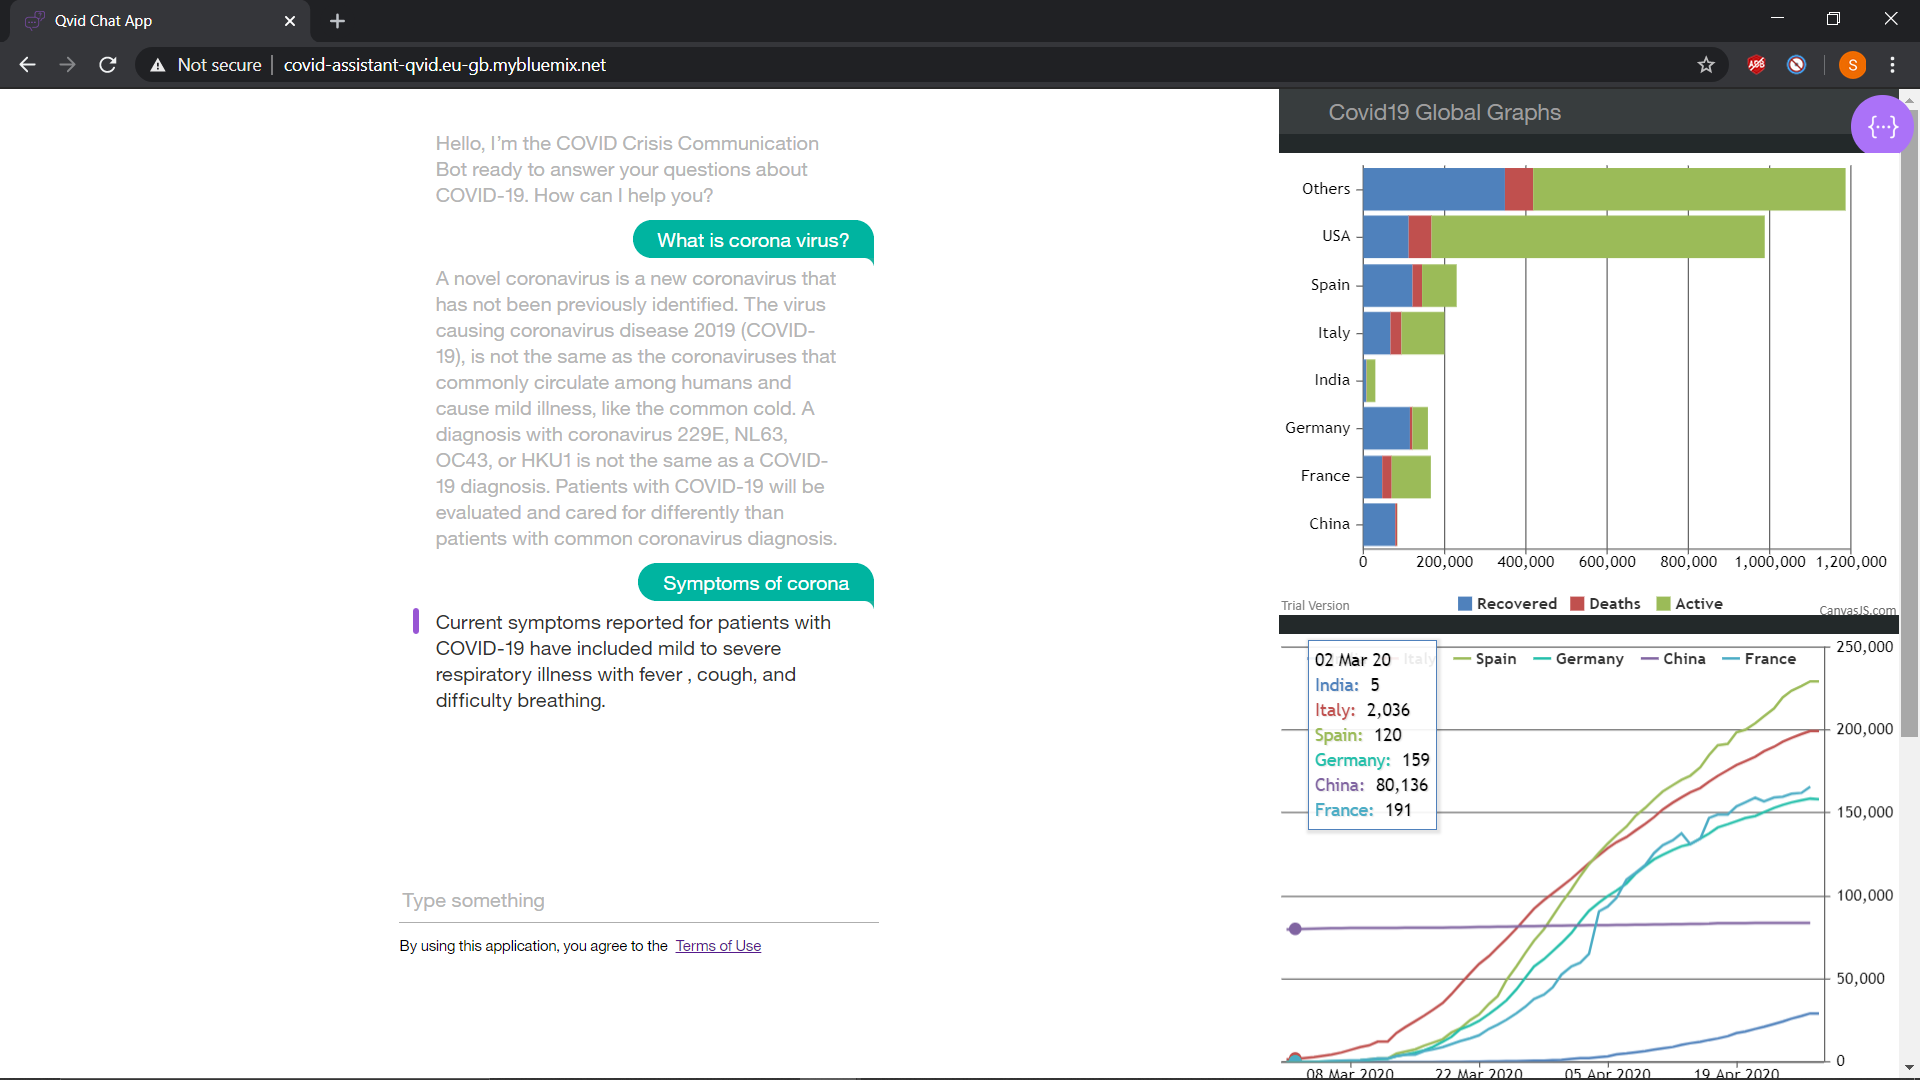 Qvid Chat App
Not secure
covid-assistant-qvid.eu-gb.mybluemix.net
S
Hello, I'm the COVID Crisis Communication
Bot ready to answer your questions about
COVID-19. How can I help you?
What is corona virus?
A novel coronavirus is a new coronavirus that
has not been previously identified. The virus
causing coronavirus disease 2019 (COVID-
19), is not the same as the coronaviruses that
commonly circulate among humans and
cause mild illness, like the common cold. A
diagnosis with coronavirus 229E, NL63,
OC43, or HKU1 is not the same as a COVID-
19 diagnosis. Patients with COVID-19 will be
evaluated and cared for differently than
patients with common coronavirus diagnosis.
Symptoms of corona
Current symptoms reported for patients with
COVID-19 have included mild to severe
respiratory illness with fever , cough, and
difficulty breathing.
Type something
By using this application, you agree to the Terms of Use
Covid19 Global Graphs
{...}
Others
USA
Spain
Italy
India
Germany
France
China
0 200,000 400,000 600,000 800,000 1,000,000 1,200,000
Trial Version
Recovered Deaths Active
CanvasJS.com
Italy Spain Germany China France
02 Mar 20
India: 5
Italy: 2,036
Spain: 120
Germany: 159
China: 80,136
France: 191
250,000
200,000
150,000
100,000
50,000
0
08 Mar 2020 22 Mar 2020 05 Apr 2020 19 Apr 2020